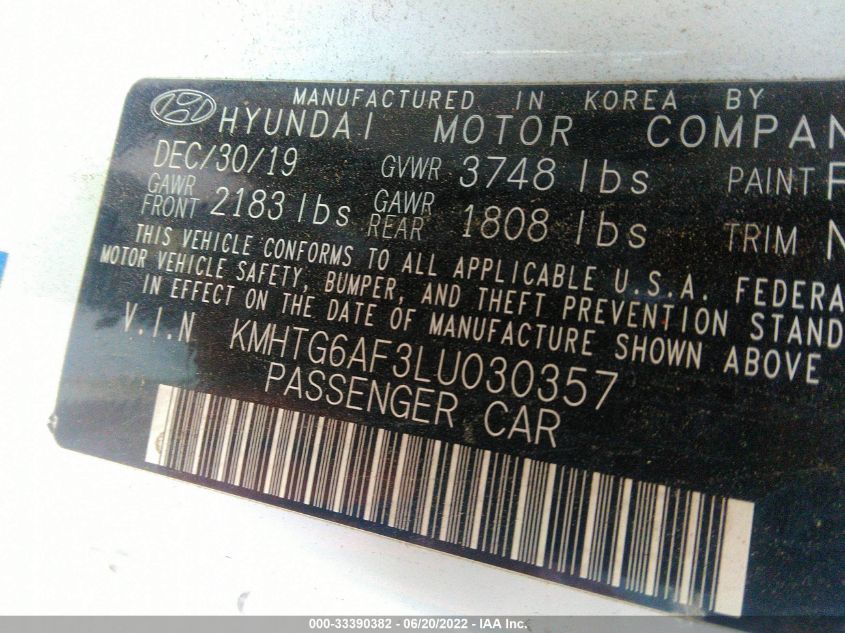 MANUFACTURED IN KOREA BY
HYUNDAI MOTOR COMPAN
DEC/30/19 GVWR 3748 lbs PAINT
GAWR FRONT 2183 lbs GAWR REAR 1808 lbs TRIM N
THIS VEHICLE CONFORMS TO ALL APPLICABLE U.S.A. FEDERA
MOTOR VEHICLE SAFETY, BUMPER, AND THEFT PREVENTION STAND
IN EFFECT ON THE DATE OF MANUFACTURE SHOWN ABOVE
V.I.N KMHTG6AF3LU030357
PASSENGER CAR
000-33390382 - 06/20/2022 - IAA Inc.